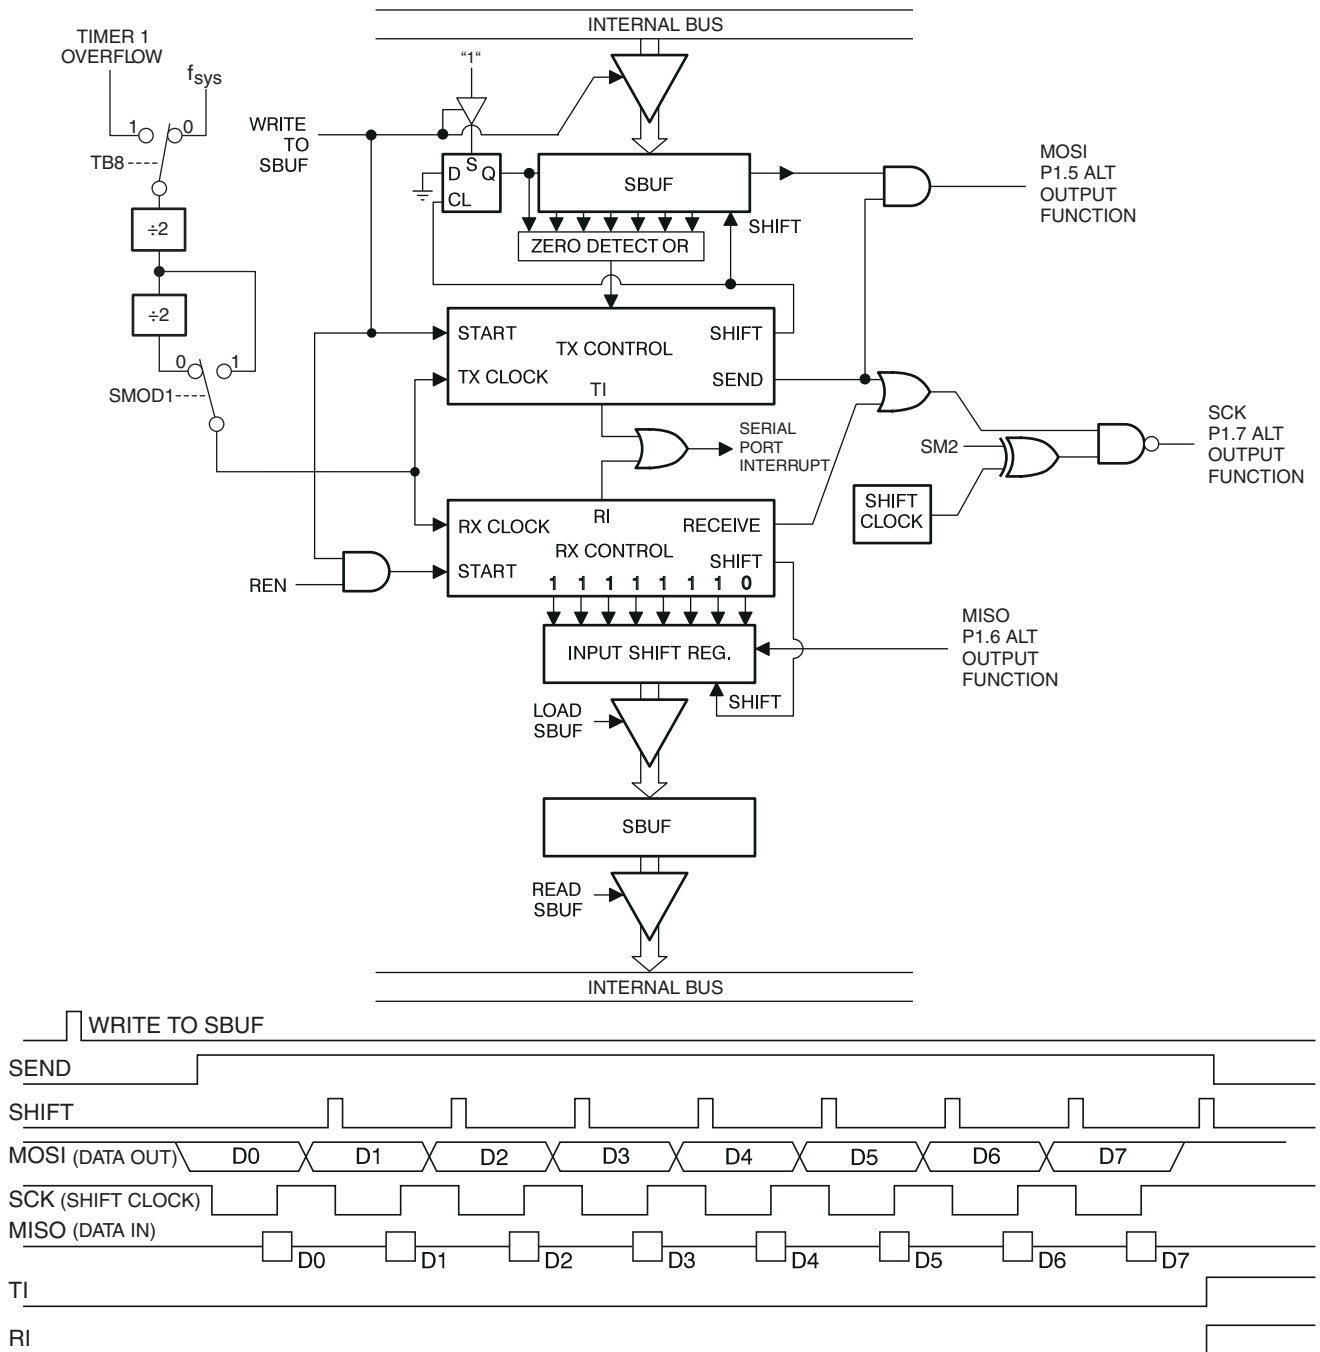 INTERNAL BUS
TIMER 1
OVERFLOW
fsys
1
0
TB8
÷2
÷2
0
1
SMOD1
"1"
WRITE
TO
SBUF
D
S
Q
CL
SBUF
SHIFT
ZERO DETECT OR
MOSI
P1.5 ALT
OUTPUT
FUNCTION
START
TX CONTROL
SHIFT
TX CLOCK
SEND
TI
SERIAL
PORT
INTERRUPT
SM2
SHIFT
CLOCK
SCK
P1.7 ALT
OUTPUT
FUNCTION
RX CLOCK
RI
RECEIVE
RX CONTROL
SHIFT
START
1 1 1 1 1 1 1 0
REN
INPUT SHIFT REG.
MISO
P1.6 ALT
OUTPUT
FUNCTION
SHIFT
LOAD
SBUF
SBUF
READ
SBUF
INTERNAL BUS
WRITE TO SBUF
SEND
SHIFT
MOSI (DATA OUT) D0 D1 D2 D3 D4 D5 D6 D7
SCK (SHIFT CLOCK)
MISO (DATA IN)
D0 D1 D2 D3 D4 D5 D6 D7
TI
RI